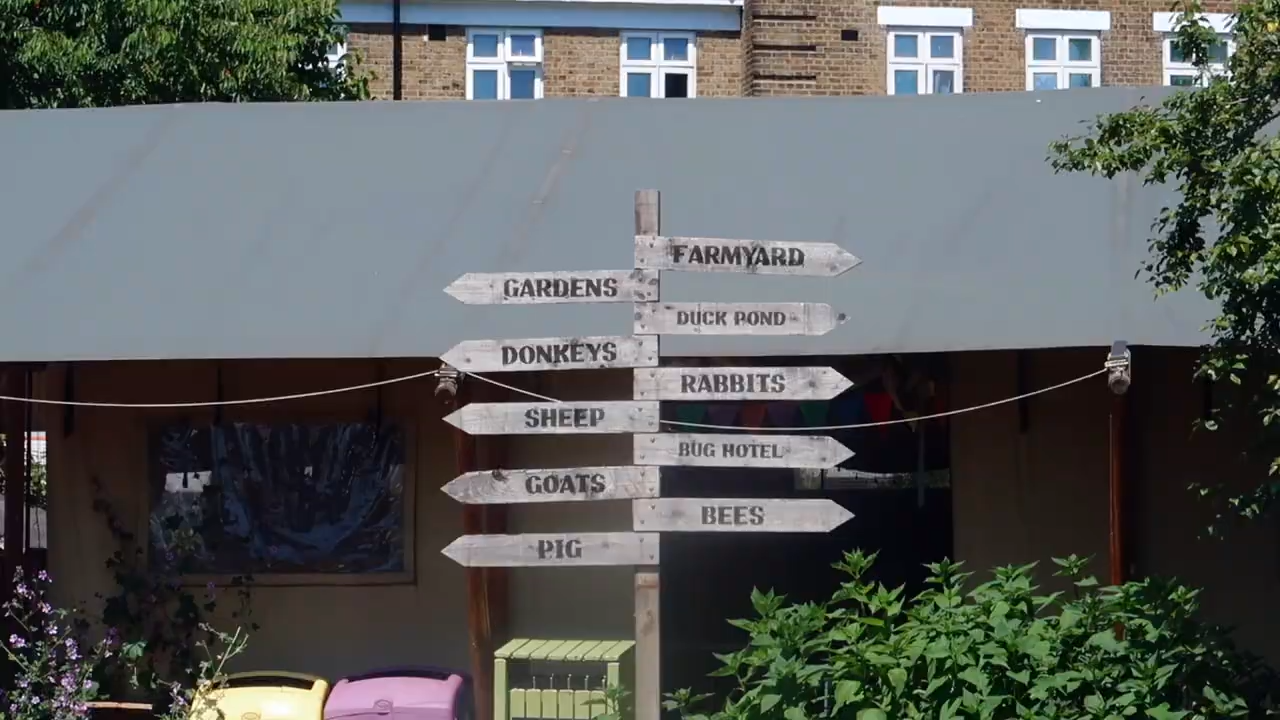 FARMYARD
GARDENS
DUCK POND
DONKEYS
RABBITS
SHEEP
BUG HOTEL
GOATS
BEES
PIG